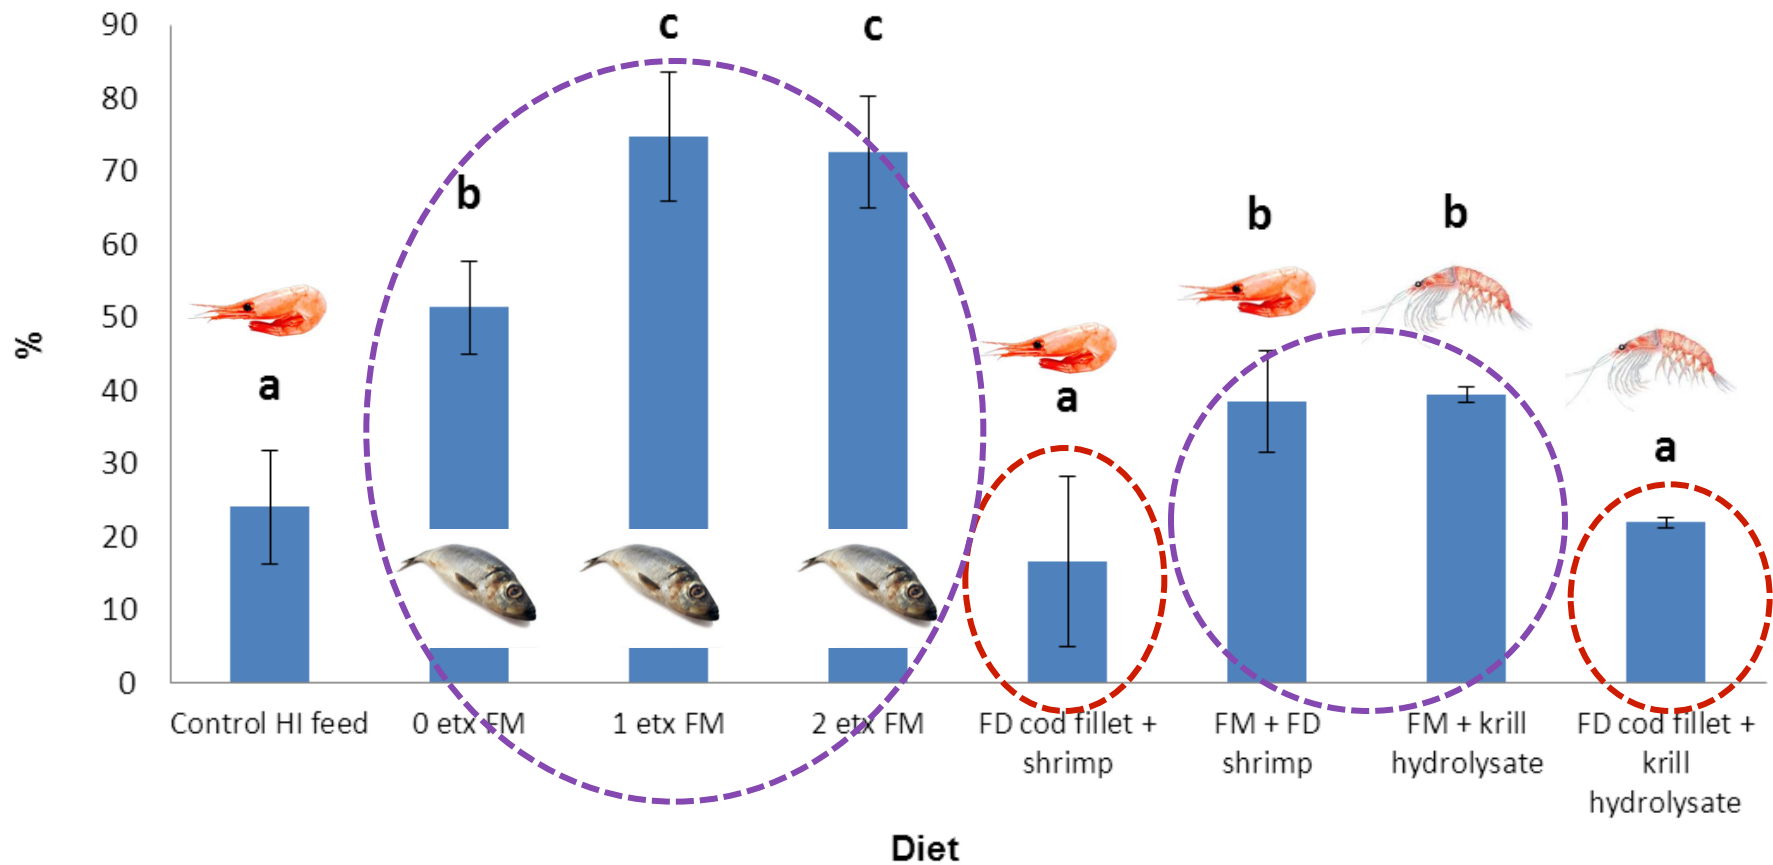 90
80
70
60
50
40
30
20
10
0
%
a
b
c
c
a
b
b
a
Control HI feed
0 etx FM
1 etx FM
2 etx FM
FD cod fillet +
shrimp
FM + FD
shrimp
FM + krill
hydrolysate
FD cod fillet +
krill
hydrolysate
Diet